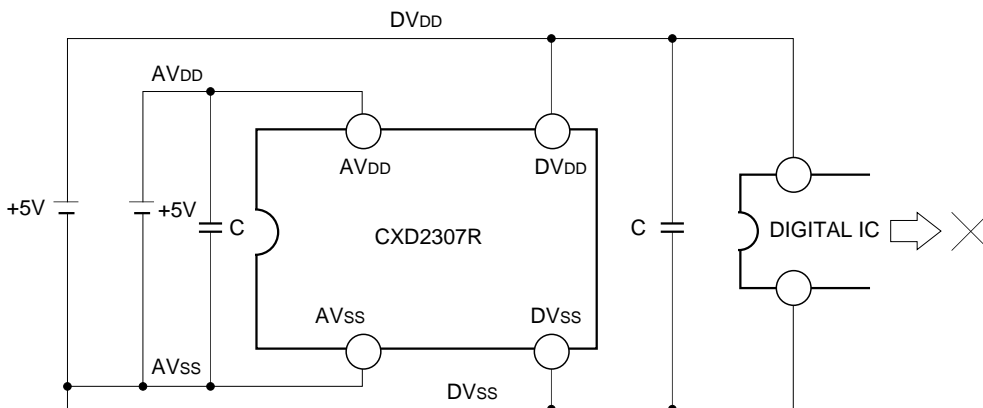 DVDD
AVDD
AVDD
DVDD
+5V
+5V
C
CXD2307R
C
DIGITAL IC
AVSS
DVSS
AVSS
DVSS